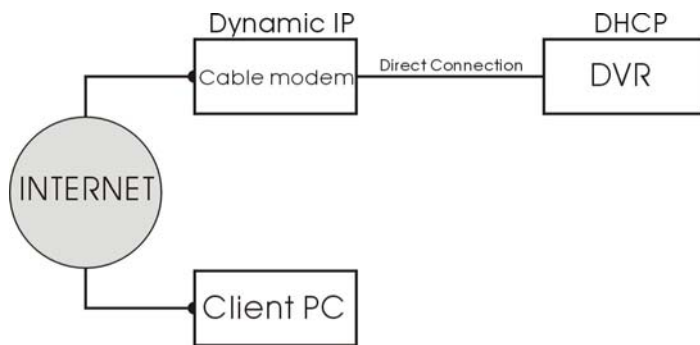 Dynamic IP
DHCP
Cable modem
Direct Connection
DVR
INTERNET
Client PC